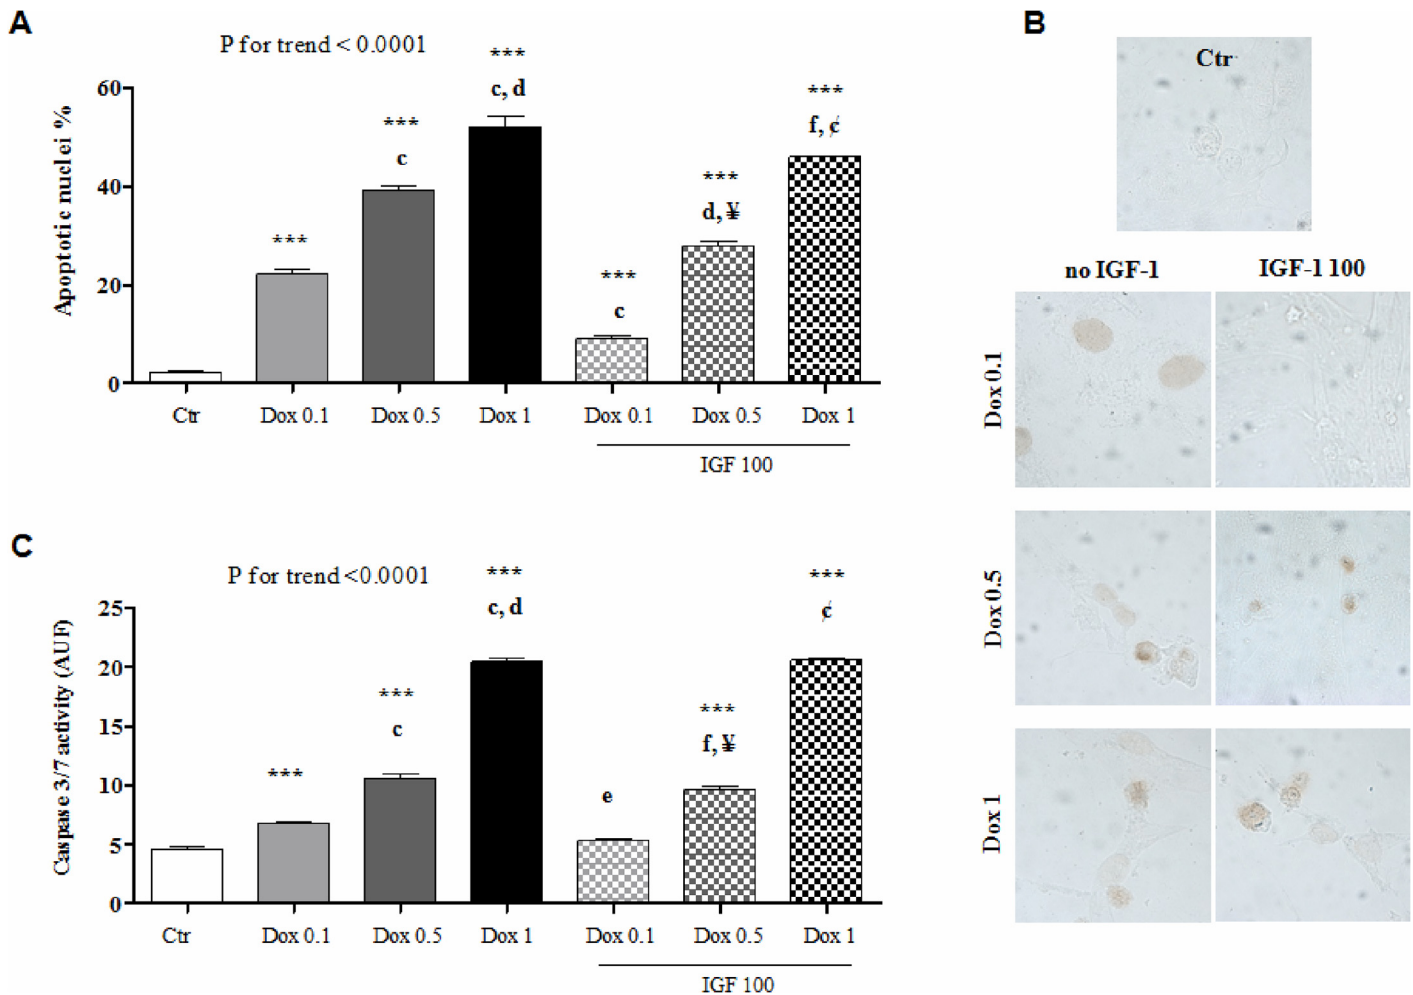 A
P for trend < 0.0001
Apoptotic nuclei %
60
40
20
0
***
***
c
***
c, d
***
c
***
d, ¥
***
f, ¢
Ctr
Dox 0.1
Dox 0.5
Dox 1
Dox 0.1
Dox 0.5
Dox 1
IGF 100
B
Ctr
no IGF-1
IGF-1 100
Dox 0.1
Dox 0.5
Dox 1
C
P for trend <0.0001
Caspase 3/7 activity (AUF)
25
20
15
10
5
0
***
***
c
***
c, d
e
***
f, ¥
***
¢
Ctr
Dox 0.1
Dox 0.5
Dox 1
Dox 0.1
Dox 0.5
Dox 1
IGF 100